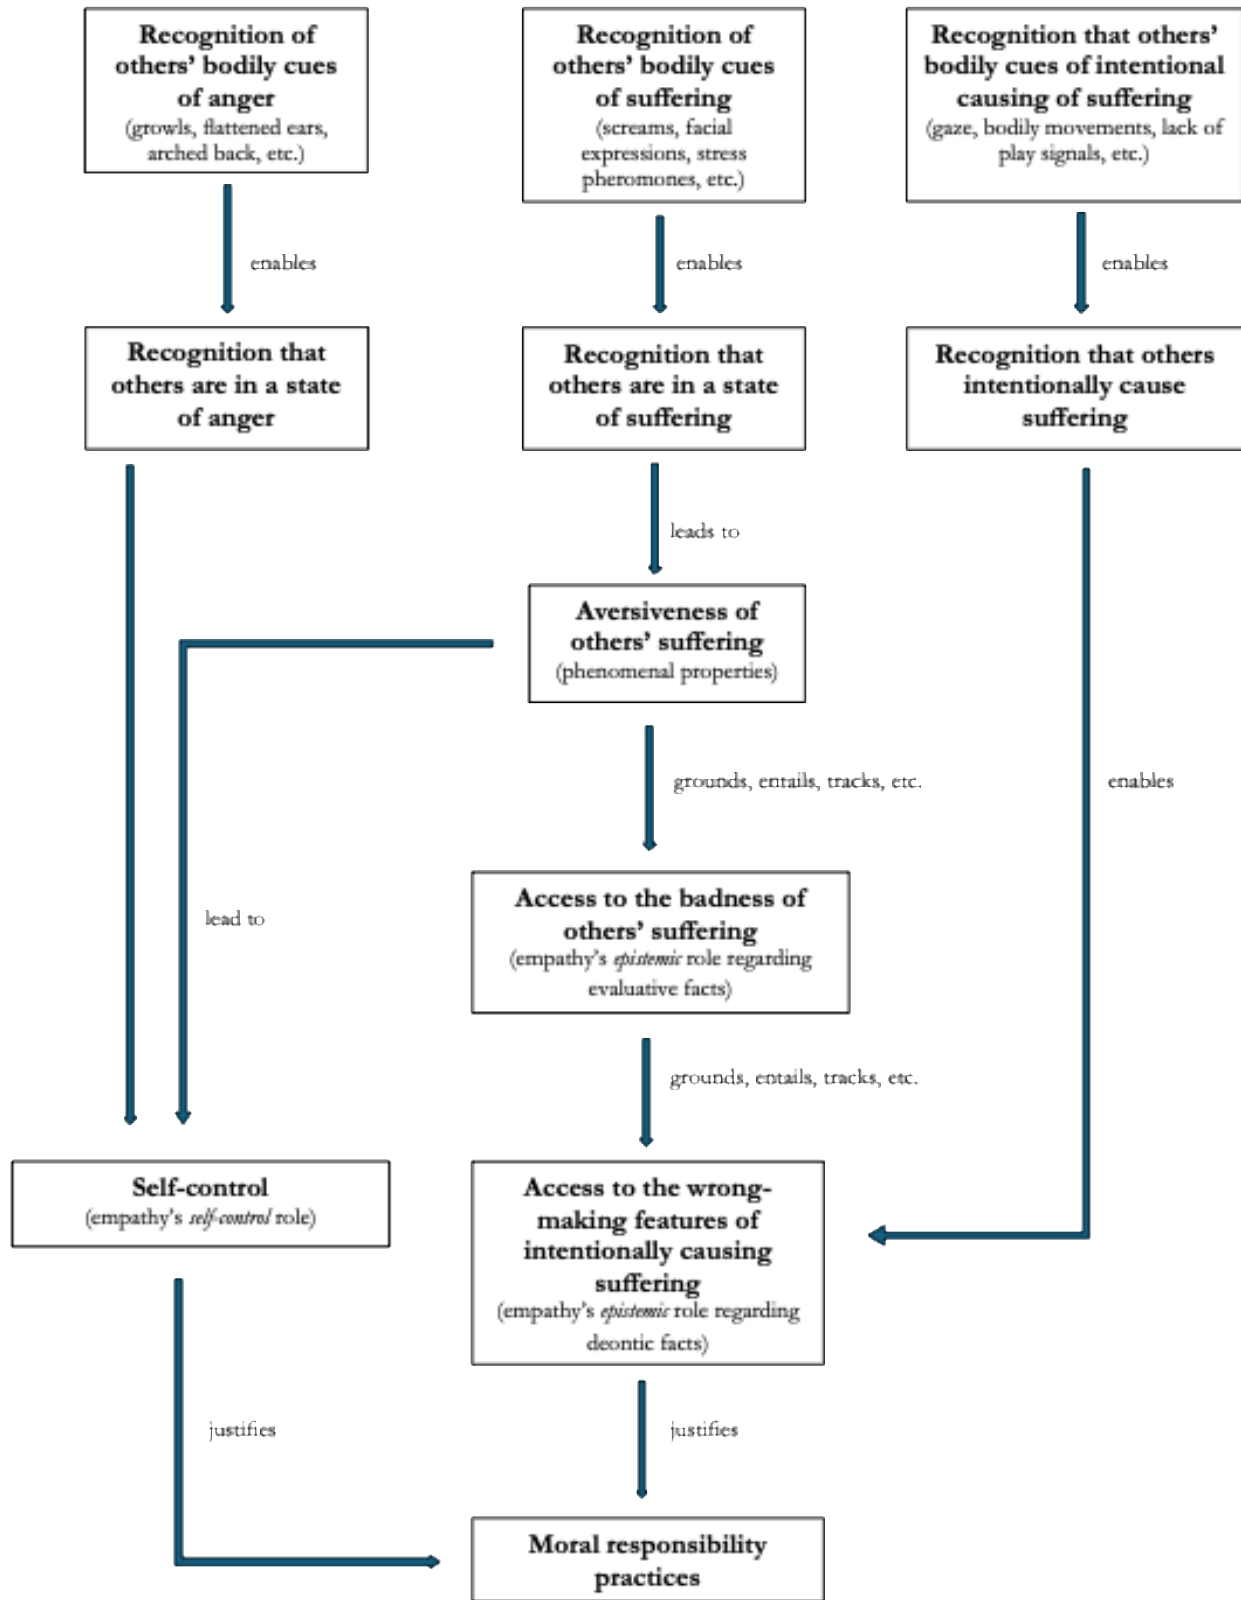 Recognition of
others’ bodily cues
of anger
(growls, flattened ears,
arched back, etc.)
Recognition of
others’ bodily cues
of suffering
(screams, facial
expressions, stress
pheromones, etc.)
Recognition that others’
bodily cues of intentional
causing of suffering
(gaze, bodily movements, lack of
play signals, etc.)
enables
enables
enables
Recognition that
others are in a state
of anger
Recognition that
others are in a state
of suffering
Recognition that others
intentionally cause
suffering
leads to
Aversiveness of
others’ suffering
(phenomenal properties)
grounds, entails, tracks, etc.
enables
lead to
Access to the badness of
others’ suffering
(empathy’s epistemic role regarding
evaluative facts)
grounds, entails, tracks, etc.
Self-control
(empathy’s self-control role)
Access to the wrong-
making features of
intentionally causing
suffering
(empathy’s epistemic role regarding
deontic facts)
justifies
justifies
Moral responsibility
practices